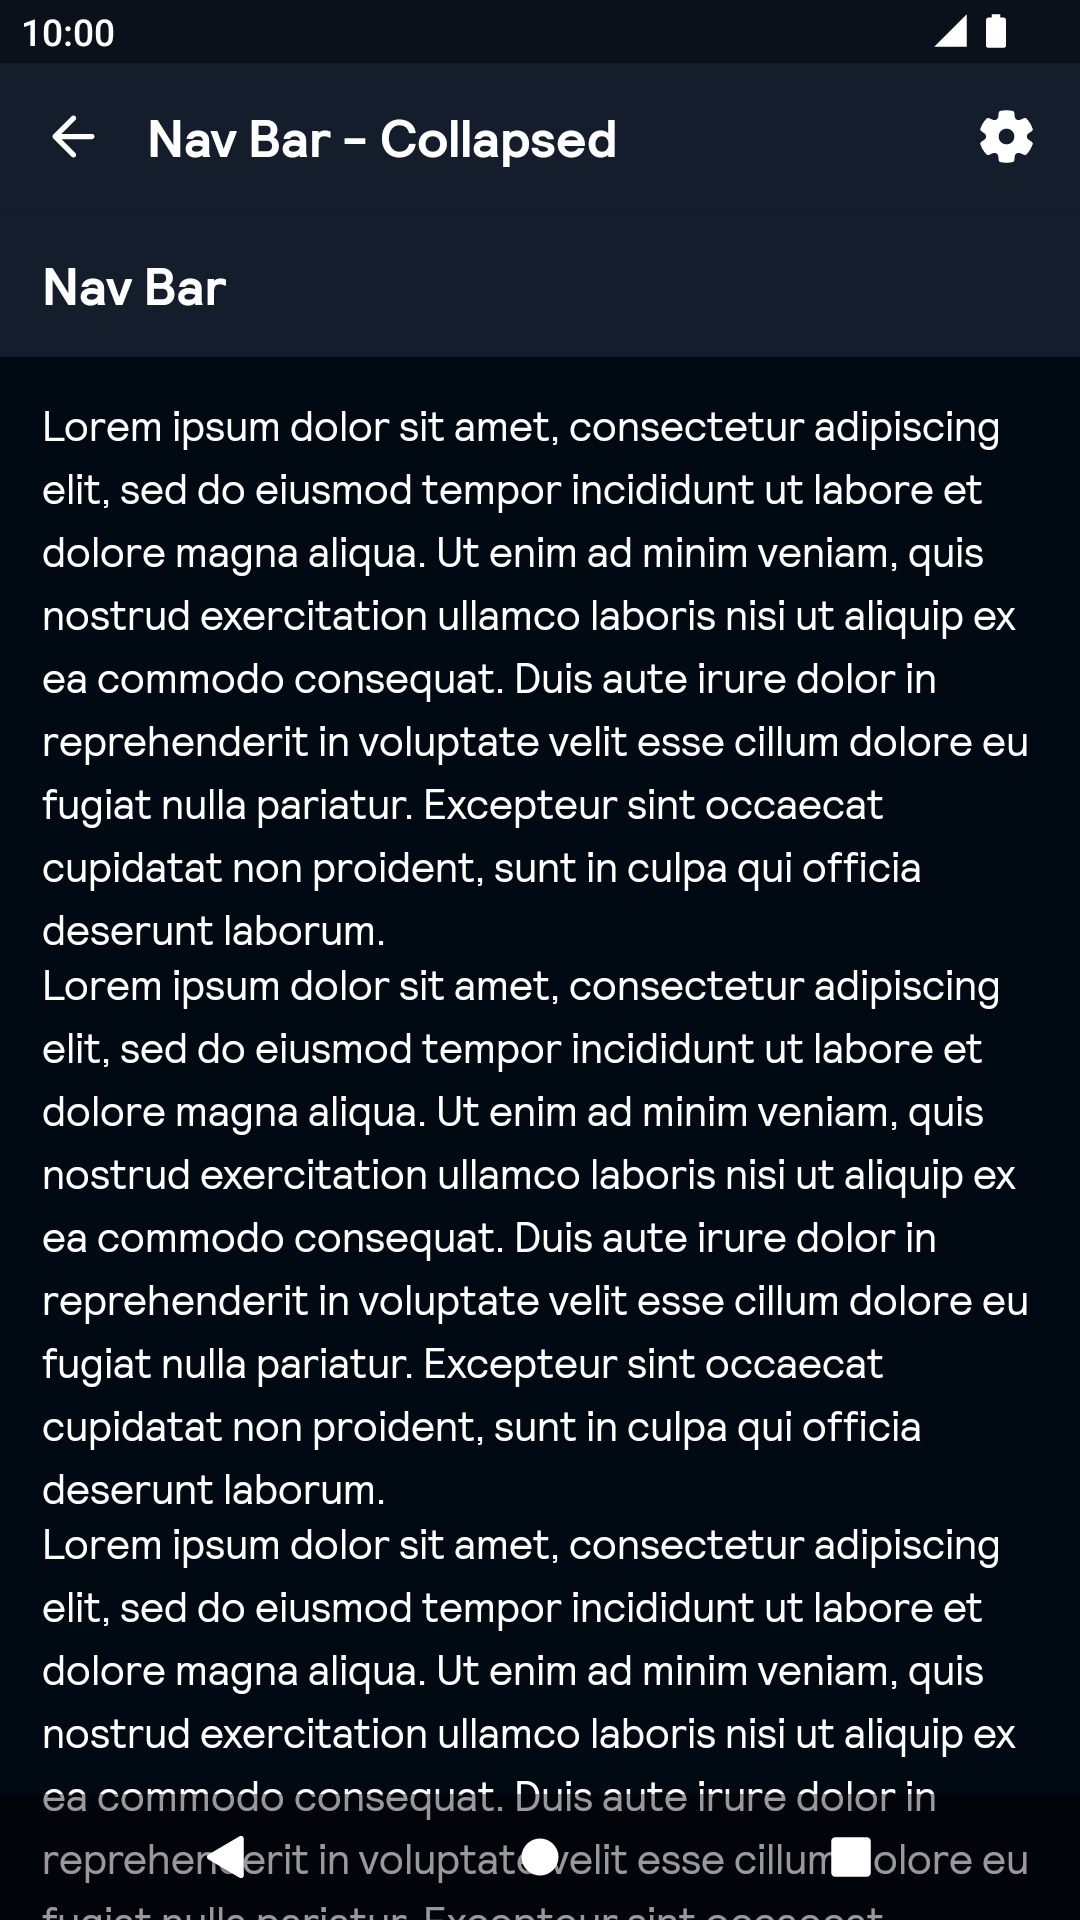 10:00
Nav Bar - Collapsed
Nav Bar
Lorem ipsum dolor sit amet, consectetur adipiscing
elit, sed do eiusmod tempor incididunt ut labore et
dolore magna aliqua. Ut enim ad minim veniam, quis
nostrud exercitation ullamco laboris nisi ut aliquip ex
ea commodo consequat. Duis aute irure dolor in
reprehenderit in voluptate velit esse cillum dolore eu
fugiat nulla pariatur. Excepteur sint occaecat
cupidatat non proident, sunt in culpa qui officia
deserunt laborum.
Lorem ipsum dolor sit amet, consectetur adipiscing
elit, sed do eiusmod tempor incididunt ut labore et
dolore magna aliqua. Ut enim ad minim veniam, quis
nostrud exercitation ullamco laboris nisi ut aliquip ex
ea commodo consequat. Duis aute irure dolor in
reprehenderit in voluptate velit esse cillum dolore eu
fugiat nulla pariatur. Excepteur sint occaecat
cupidatat non proident, sunt in culpa qui officia
deserunt laborum.
Lorem ipsum dolor sit amet, consectetur adipiscing
elit, sed do eiusmod tempor incididunt ut labore et
dolore magna aliqua. Ut enim ad minim veniam, quis
nostrud exercitation ullamco laboris nisi ut aliquip ex
ea commodo consequat. Duis aute irure dolor in
reprehenderit in voluptate velit esse cillum dolore eu
fugiat nulla pariatur. Excepteur sint occaecat